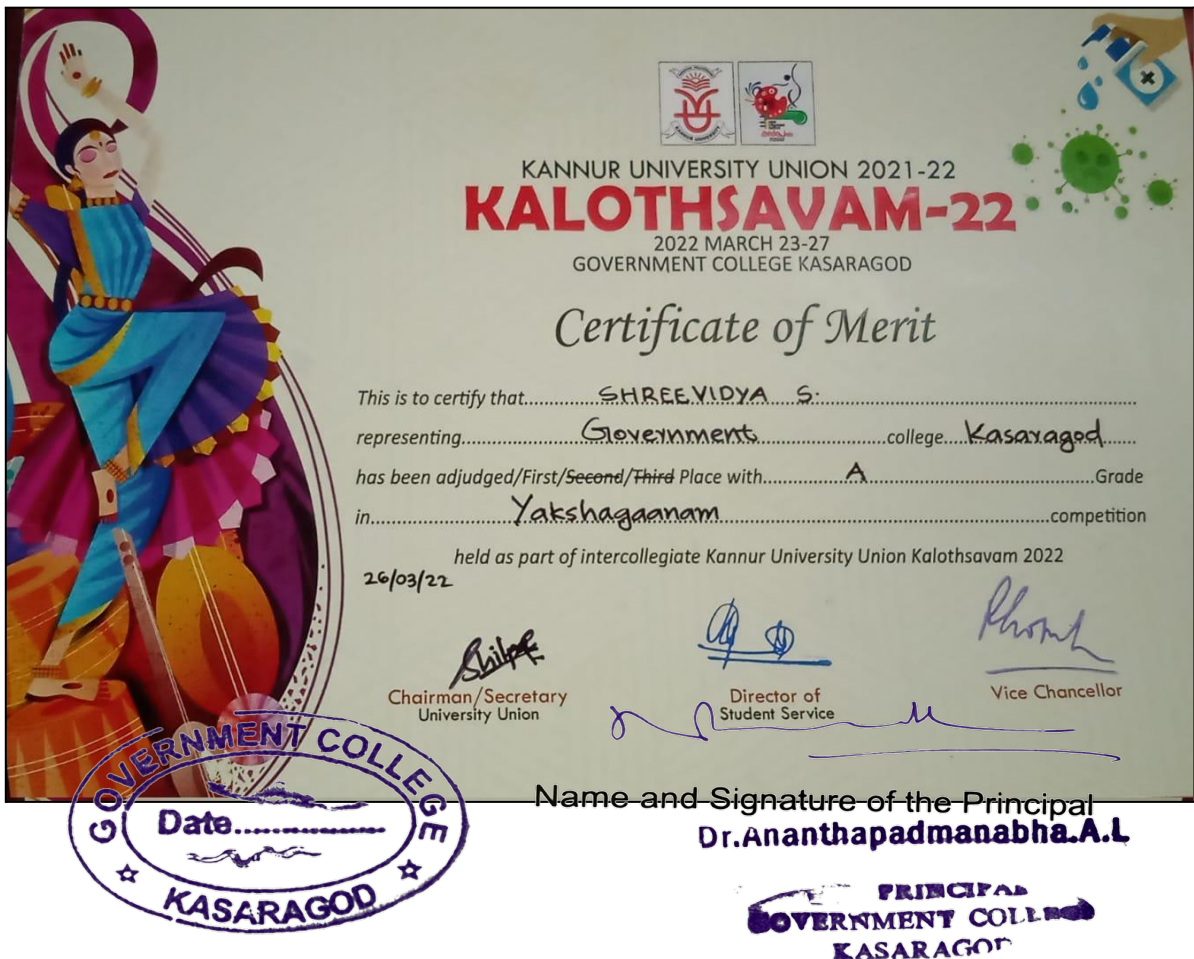 KANNUR UNIVERSITY
KANNUR UNIVERSITY UNION 2021-22
KALOTHSAVAM-22
2022 MARCH 23-27
GOVERNMENT COLLEGE KASARAGOD
Certificate of Merit
This is to certify that SHREEVIDYA S.
representing Government college Kasaragod
has been adjudged/First/Second/Third Place with A Grade
in Yakshagaanam competition
held as part of intercollegiate Kannur University Union Kalothsavam 2022
26/03/22
Shilpa
Chairman/Secretary
University Union
Director of
Student Service
Vice Chancellor
GOVERNMENT COLLEGE
Date
KASARAGOD
Name and Signature of the Principal
Dr.Ananthapadmanabha.A.L
PRINCIPAL
GOVERNMENT COLLEGE
KASARAGOD